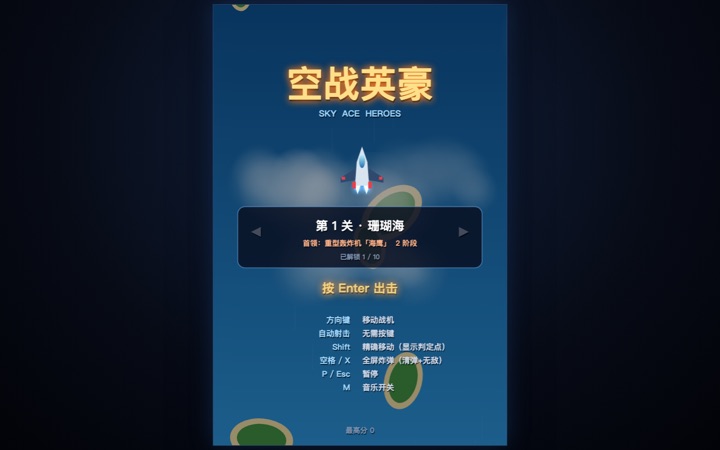 空战英豪
SKY ACE HEROES
◀ 第 1 关 · 珊瑚海 ▶
首领：重型轰炸机「海鹰」 2 阶段
已解锁 1 / 10
按 Enter 出击
方向键 移动战机
自动射击 无需按键
Shift 精确移动（显示判定点）
空格 / X 全屏炸弹（清弹+无敌）
P / Esc 暂停
M 音乐开关
最高分 0